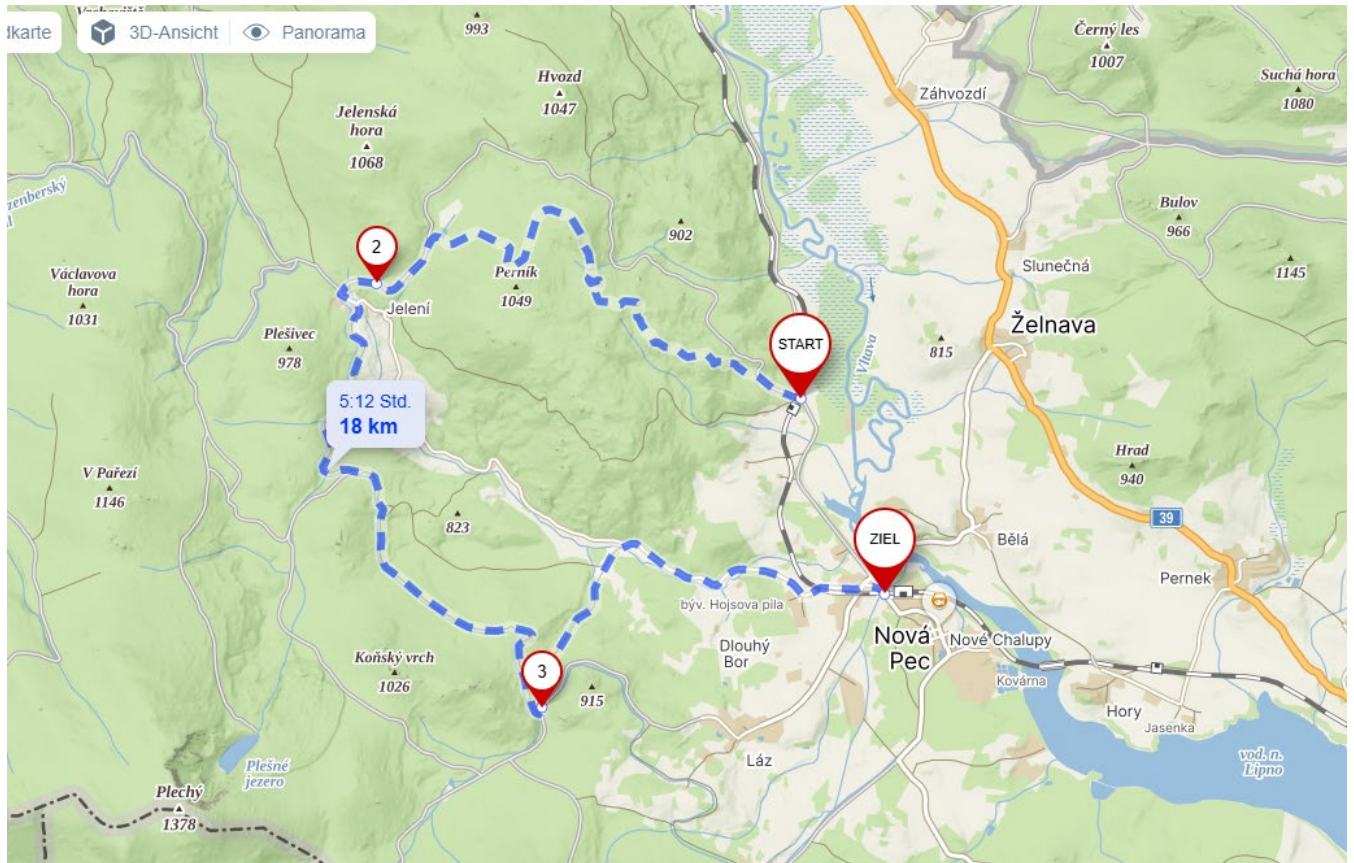 dkarte
3D-Ansicht
Panorama
993
Černý les
1007
Suchá hora
1080
Hvozd
1047
Záhvozdí
Jelenská
hora
1068
zenberský
Bulov
966
902
2
Slunečná
1145
Václavova
hora
1031
Perník
1049
Jelení
Želnava
START
Vltava
815
Plešivec
978
5:12 Std.
18 km
Hrad
940
V Pařezí
1146
39
823
ZIEL
Bělá
Pernek
býv. Hojsova pila
Nová
Pec
Nové Chalupy
Dlouhý
Bor
Koňský vrch
1026
3
915
Kovárna
Hory
Jasenka
Láz
vod. n.
Lipno
Plešné
jezero
Plechý
1378